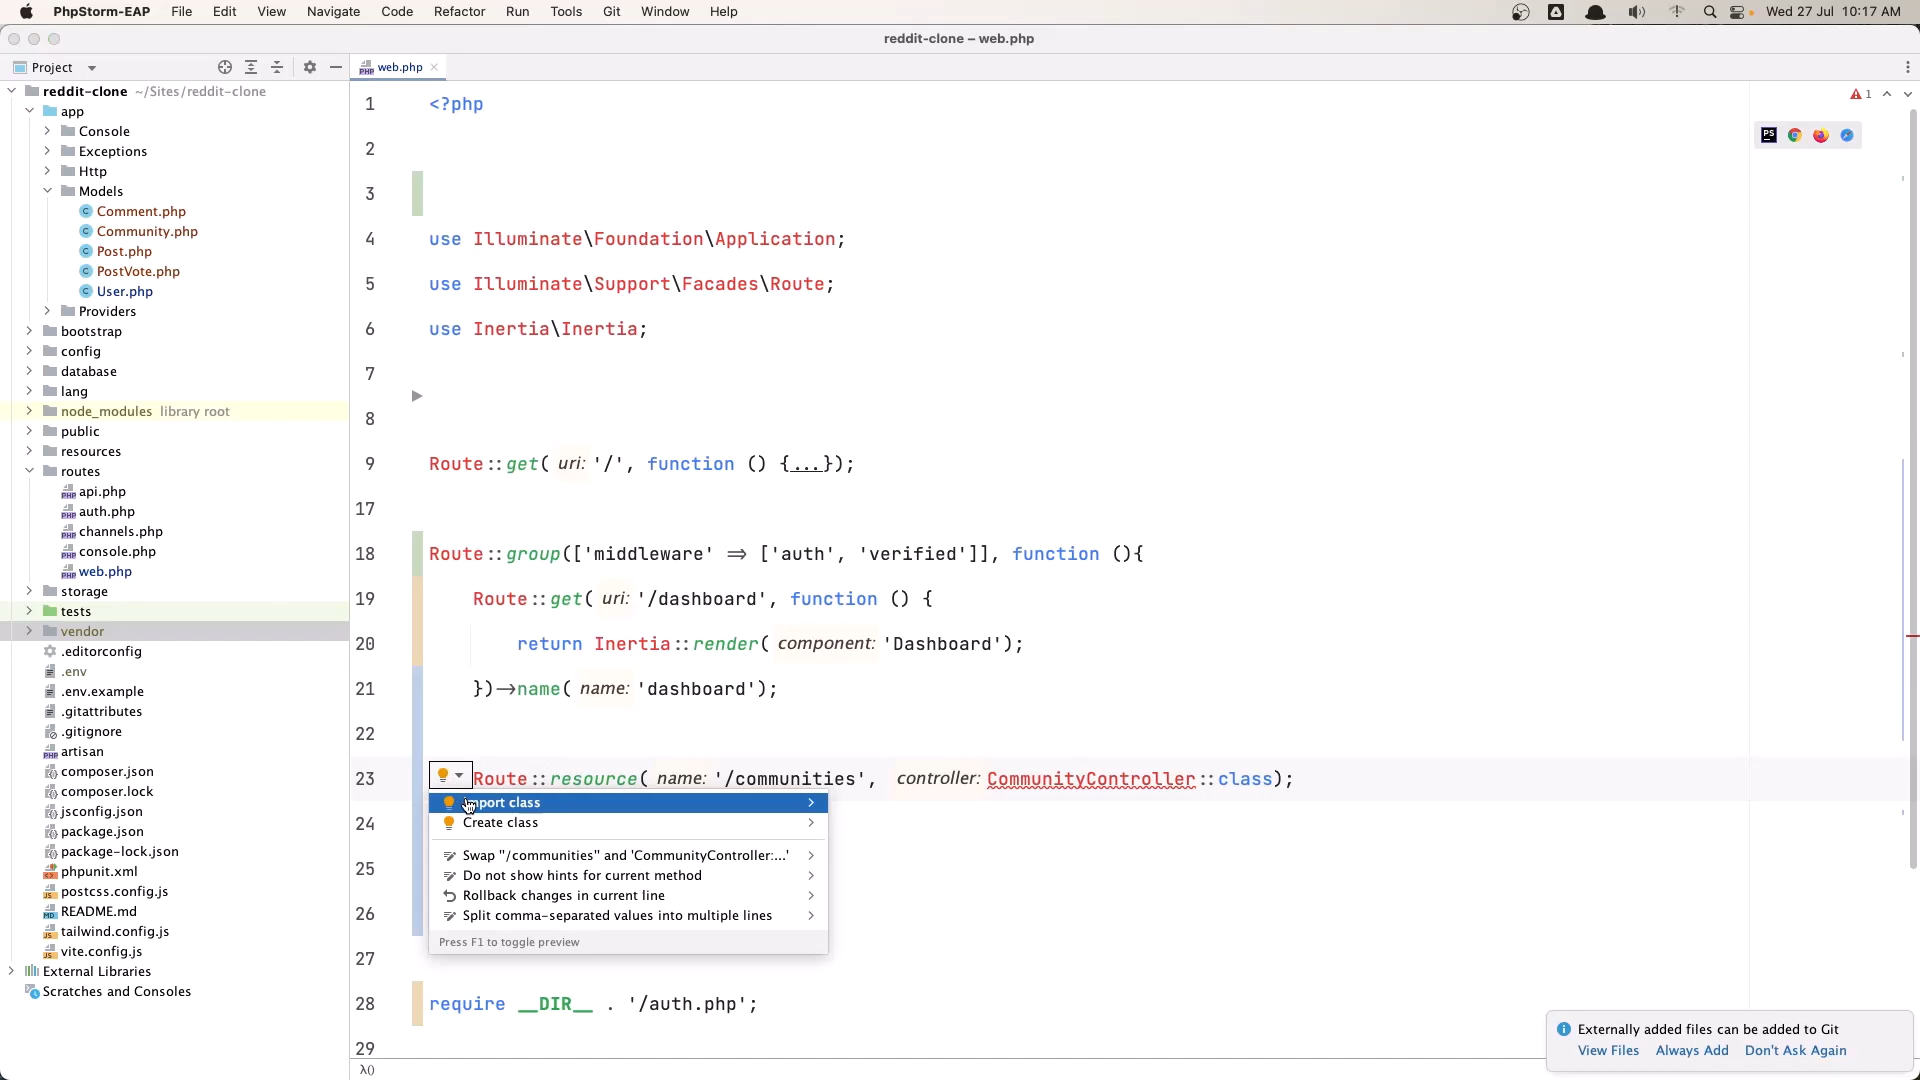 PhpStorm-EAP File Edit View Navigate Code Refactor Run Tools Git Window Help Wed 27 Jul 10:17 AM
reddit-clone – web.php
Project
web.php
reddit-clone ~/Sites/reddit-clone
app
Console
Exceptions
Http
Models
Comment.php
Community.php
Post.php
PostVote.php
User.php
Providers
bootstrap
config
database
lang
node_modules library root
public
resources
routes
api.php
auth.php
channels.php
console.php
web.php
storage
tests
vendor
.editorconfig
.env
.env.example
.gitattributes
.gitignore
artisan
composer.json
composer.lock
jsconfig.json
package.json
package-lock.json
phpunit.xml
postcss.config.js
README.md
tailwind.config.js
vite.config.js
External Libraries
Scratches and Consoles
1 <?php
2
3
4 use Illuminate\Foundation\Application;
5 use Illuminate\Support\Facades\Route;
6 use Inertia\Inertia;
7
8
9 Route::get( uri: '/', function () {...});
17
18 Route::group(['middleware' => ['auth', 'verified']], function (){
19 Route::get( uri: '/dashboard', function () {
20 return Inertia::render( component: 'Dashboard');
21 })->name( name: 'dashboard');
22
23 Route::resource( name: '/communities', controller: CommunityController::class);
24
25
26
27
28 require __DIR__ . '/auth.php';
29
1
Import class
Create class
Swap "/communities" and 'CommunityController:...'
Do not show hints for current method
Rollback changes in current line
Split comma-separated values into multiple lines
Press F1 to toggle preview
Externally added files can be added to Git
View Files Always Add Don't Ask Again
λ()